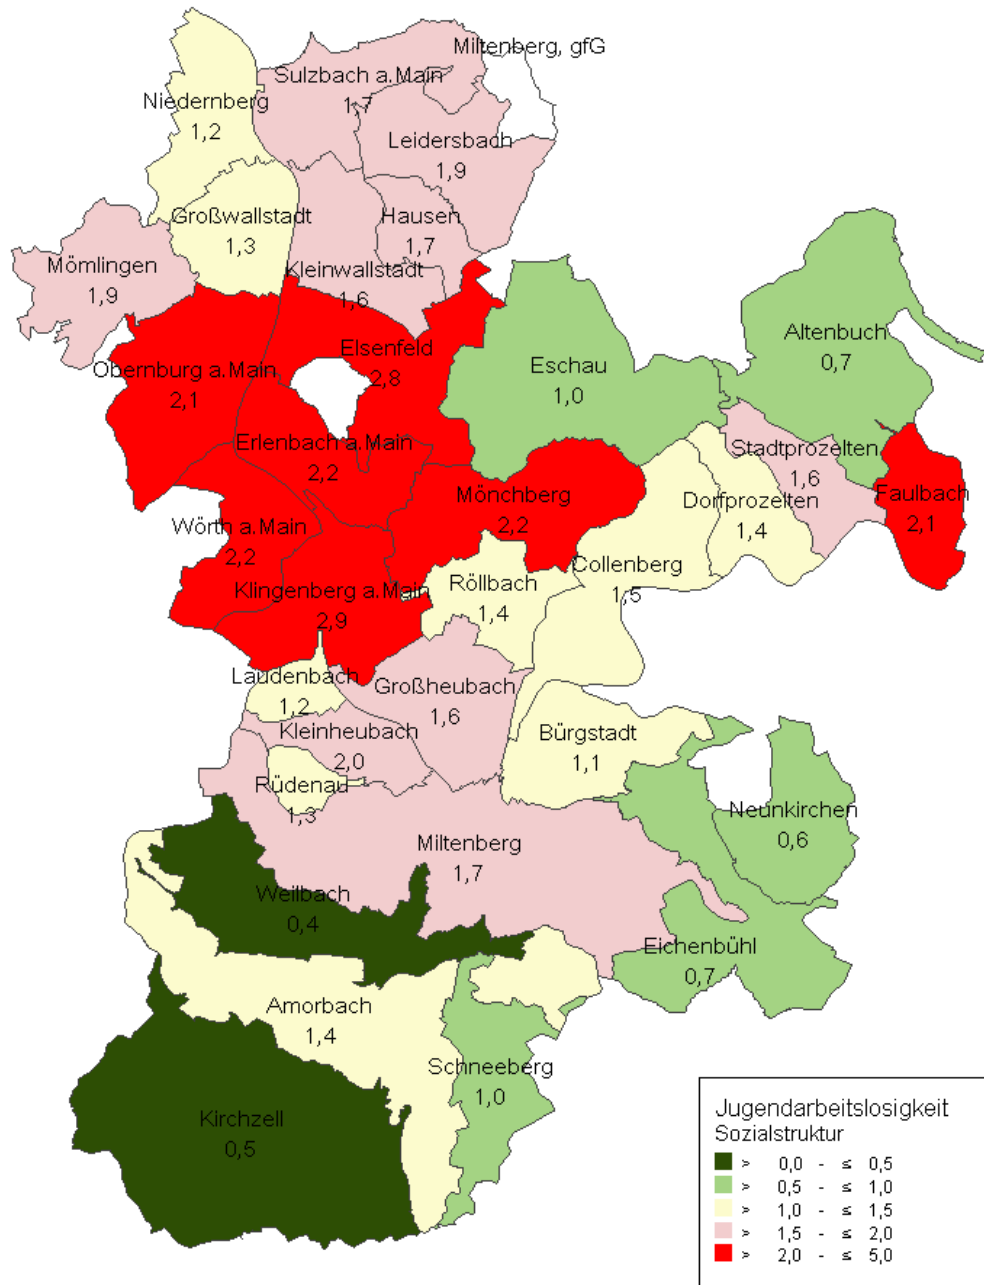 Miltenberg, gfG
Sulzbach a.Main
1,7
Niedernberg
1,2
Leidersbach
1,9
Großwallstadt
1,3
Hausen
1,7
Mömlingen
1,9
Kleinwallstadt
1,6
Altenbuch
0,7
Elsenfeld
2,8
Eschau
1,0
Obernburg a.Main
2,1
Erlenbach a.Main
2,2
Stadtprozelten
1,6
Mönchberg
2,2
Dorfprozelten
1,4
Faulbach
2,1
Wörth a.Main
2,2
Collenberg
1,5
Röllbach
1,4
Klingenberg a.Main
2,9
Laudenbach
1,2
Großheubach
1,6
Kleinheubach
2,0
Bürgstadt
1,1
Rüdenau
1,3
Neunkirchen
0,6
Miltenberg
1,7
Weilbach
0,4
Eichenbühl
0,7
Amorbach
1,4
Schneeberg
1,0
Kirchzell
0,5
Jugendarbeitslosigkeit
Sozialstruktur
> 0,0 - ≤ 0,5
> 0,5 - ≤ 1,0
> 1,0 - ≤ 1,5
> 1,5 - ≤ 2,0
> 2,0 - ≤ 5,0